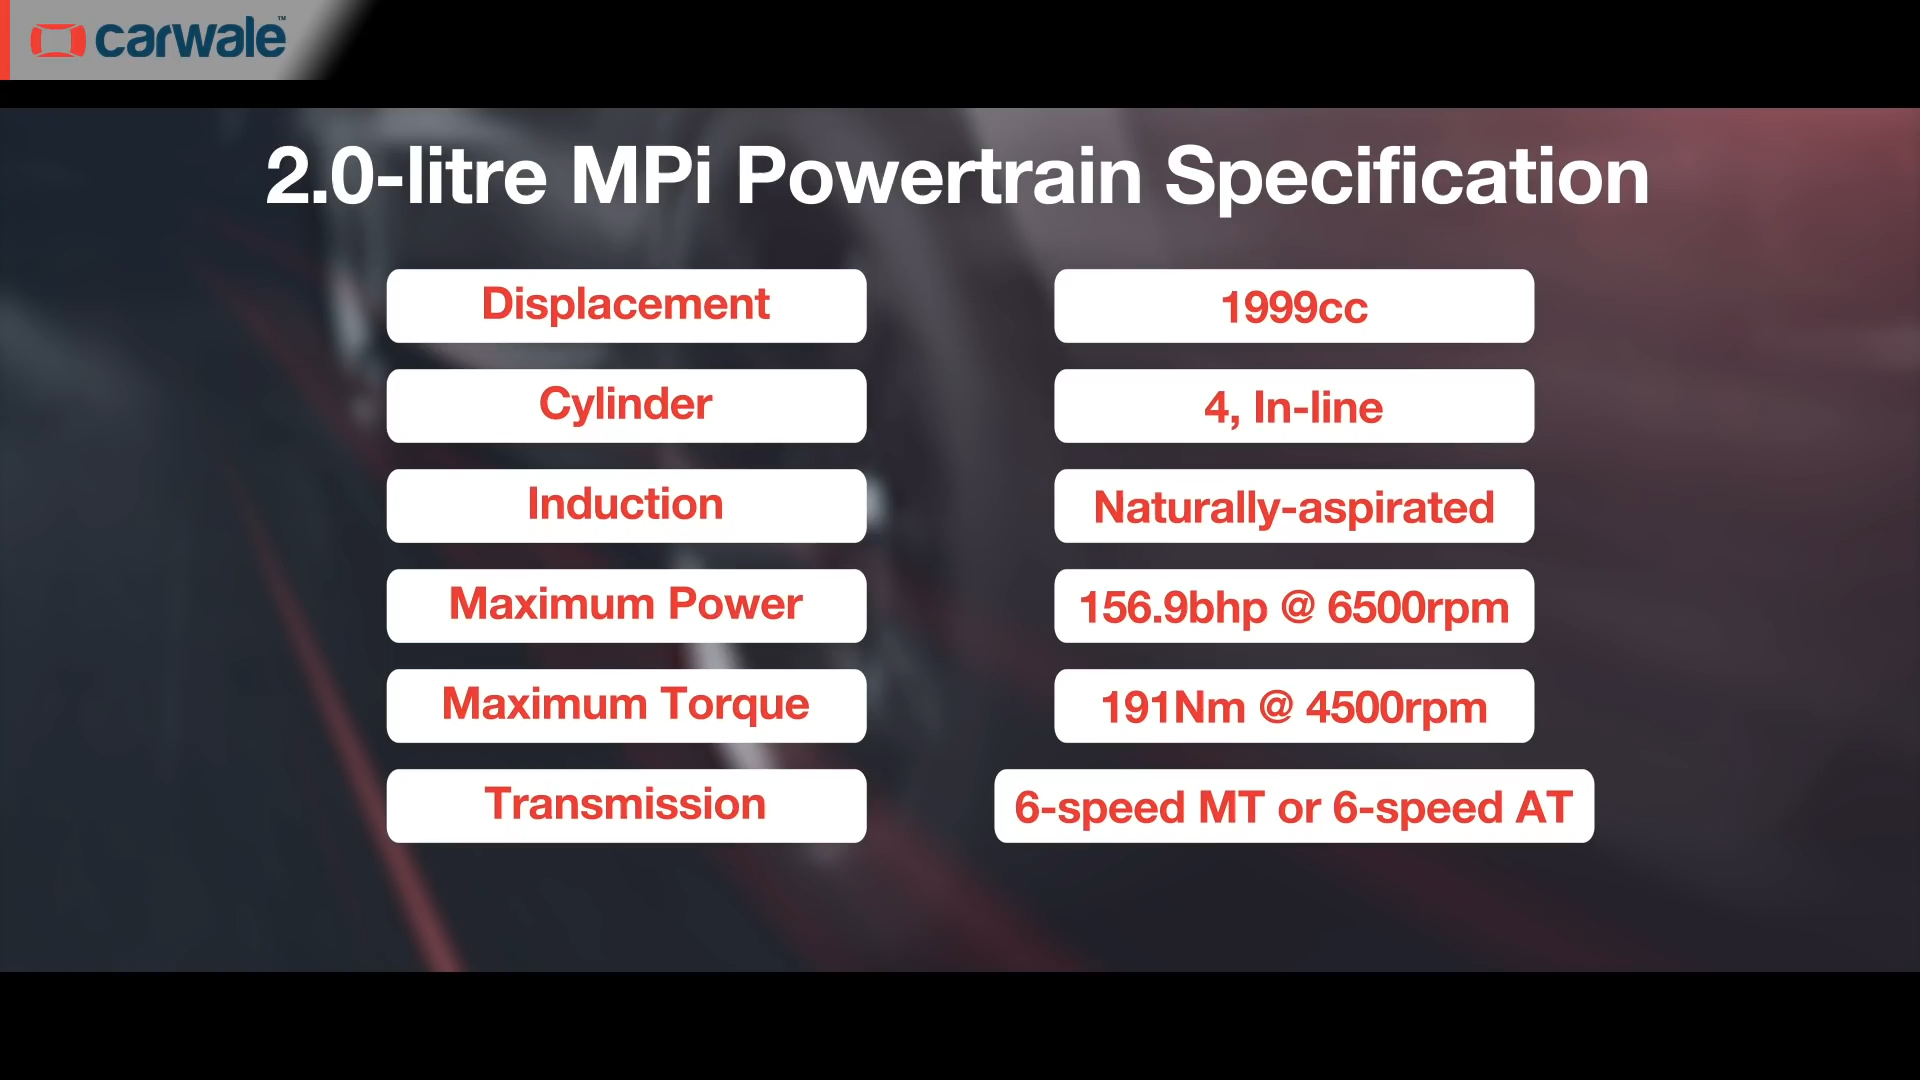 carwale™
2.0-litre MPi Powertrain Specification
Displacement 1999cc
Cylinder 4, In-line
Induction Naturally-aspirated
Maximum Power 156.9bhp @ 6500rpm
Maximum Torque 191Nm @ 4500rpm
Transmission 6-speed MT or 6-speed AT